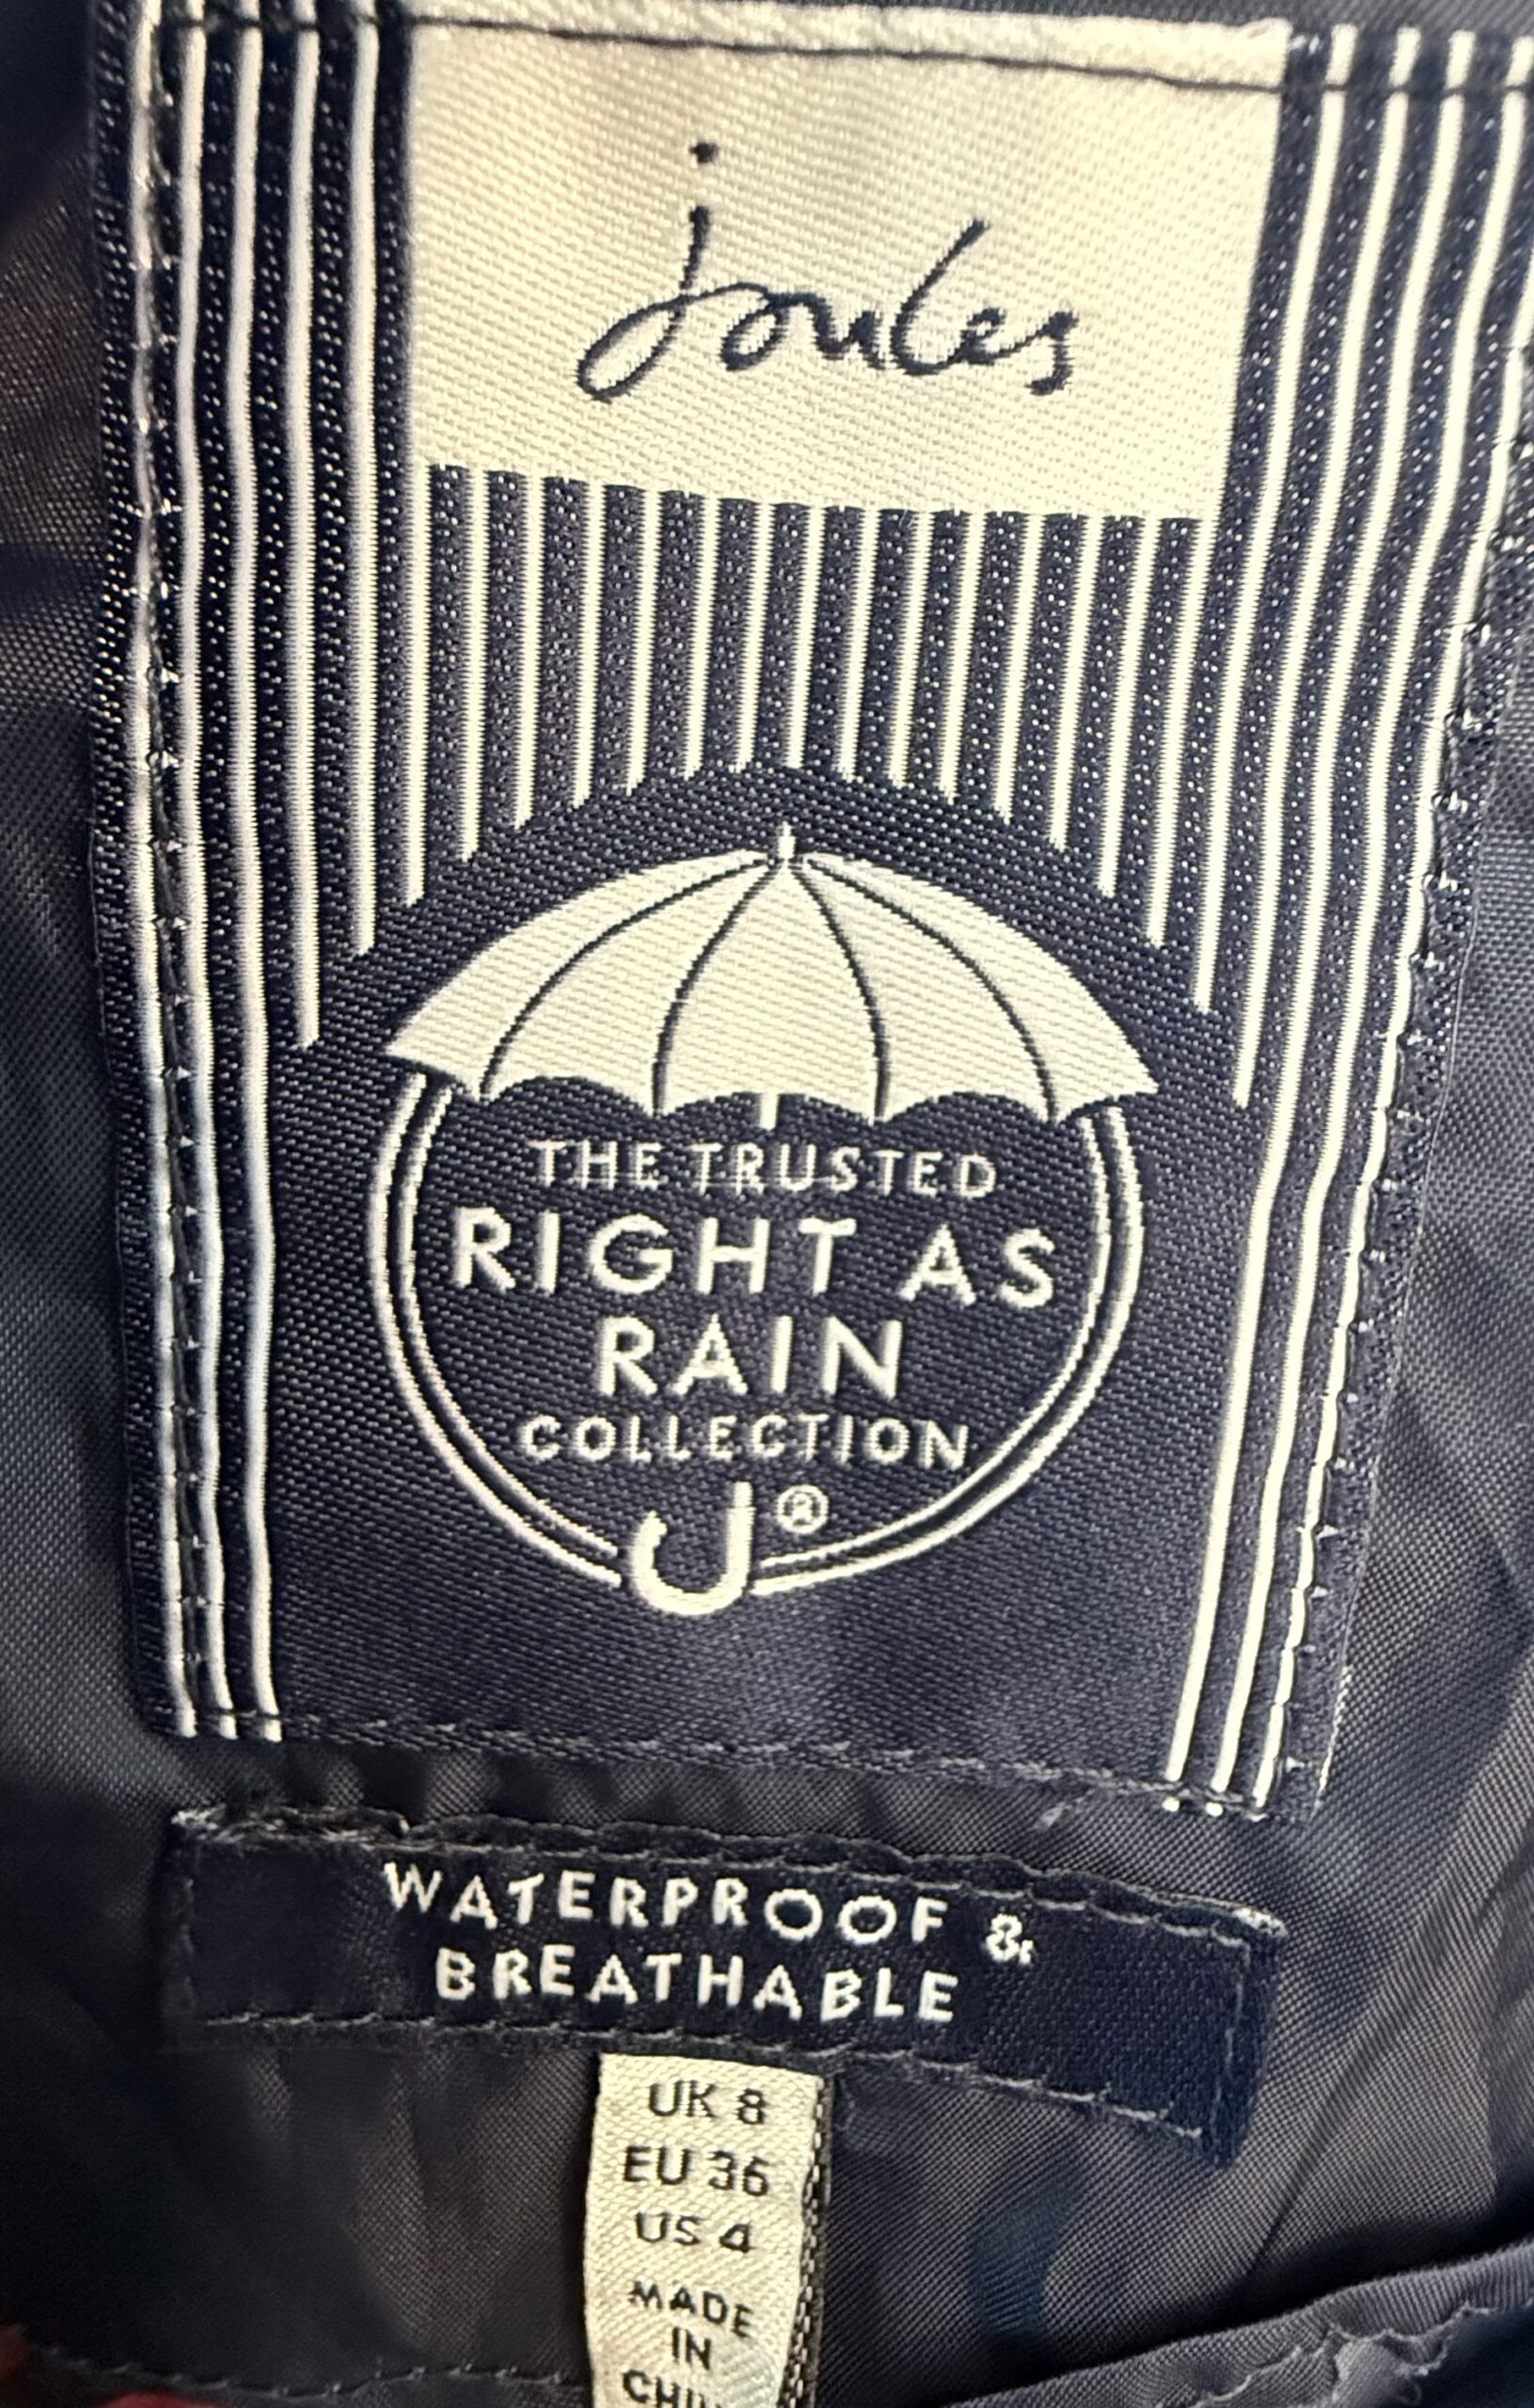 joules
THE TRUSTED
RIGHT AS
RAIN
COLLECTION
®
WATERPROOF &
BREATHABLE
UK 8
EU 36
US 4
MADE
IN